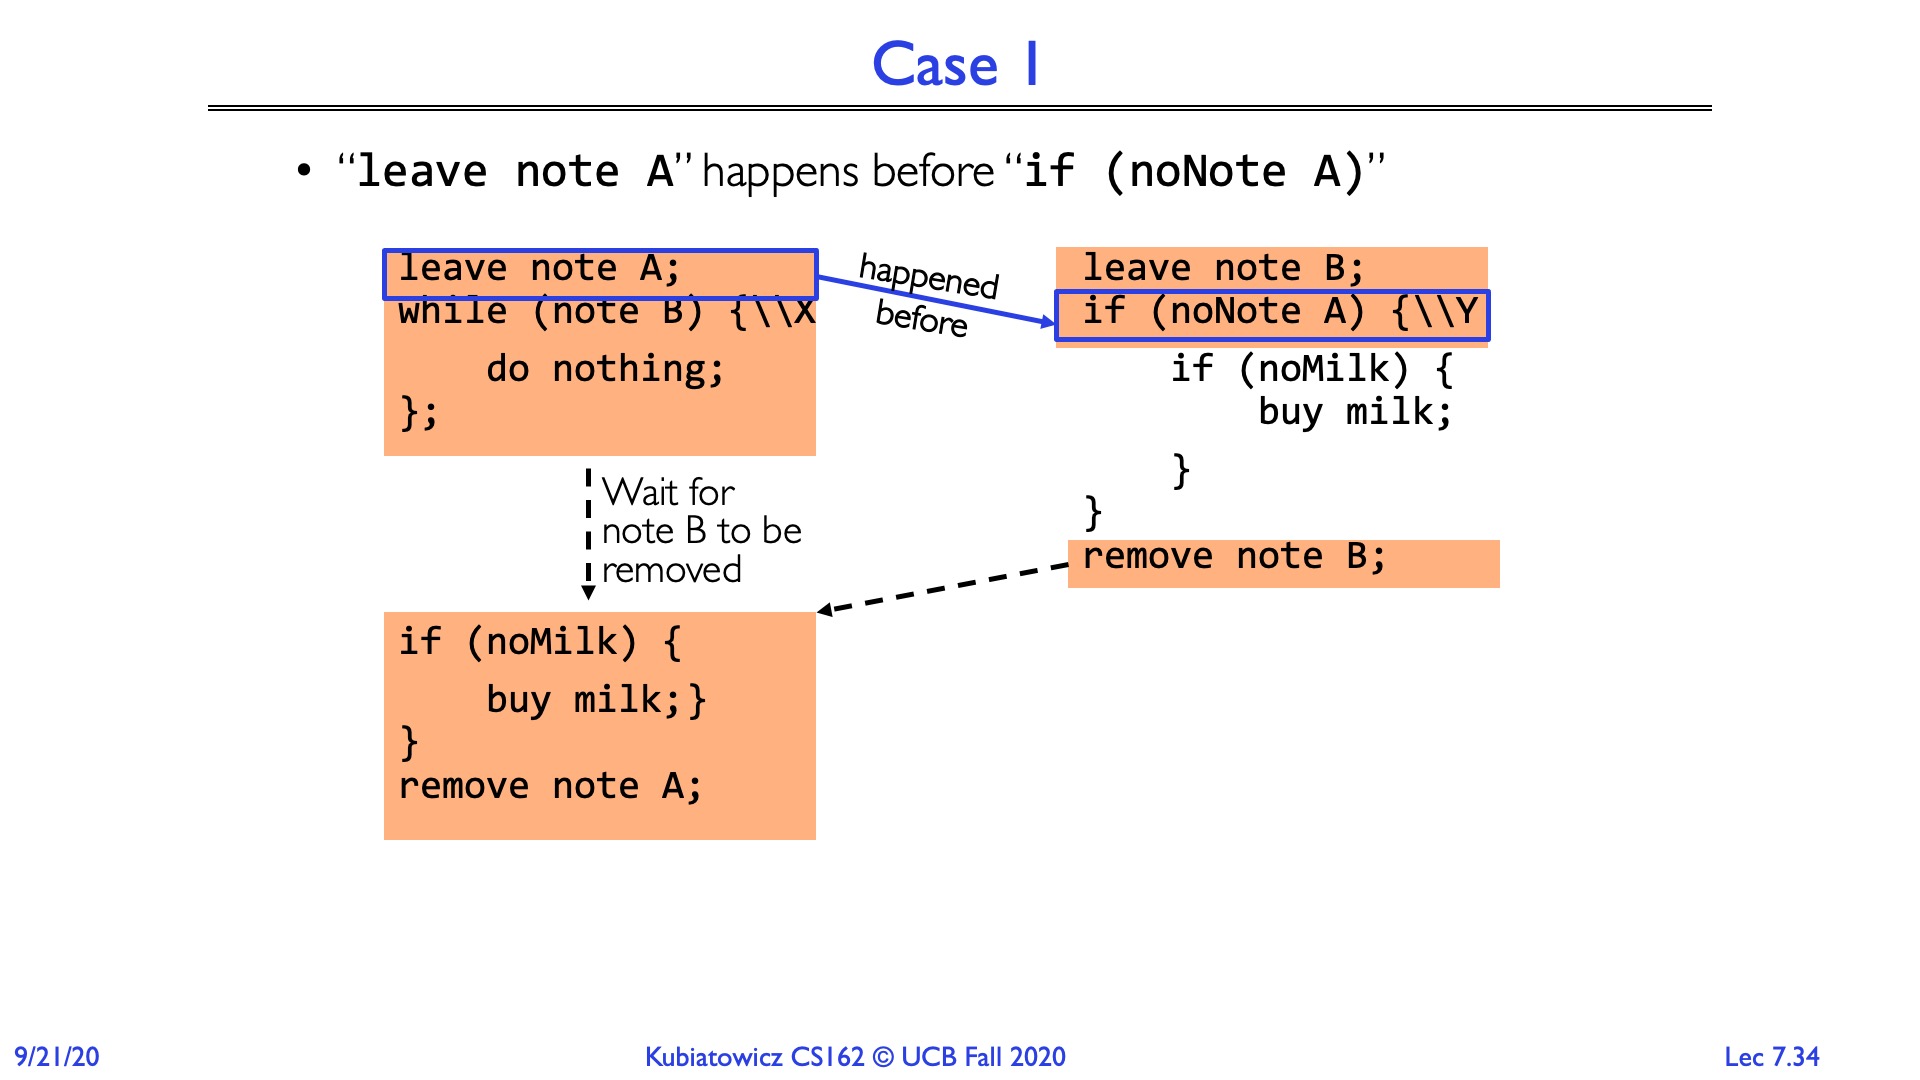 Case 1
• “leave note A” happens before “if (noNote A)”
leave note A;
while (note B) {\\X
do nothing;
};
happened
before
leave note B;
if (noNote A) {\\Y
if (noMilk) {
buy milk;
}
}
remove note B;
Wait for
note B to be
removed
if (noMilk) {
buy milk;}
}
remove note A;
9/21/20
Kubiatowicz CS162 © UCB Fall 2020
Lec 7.34